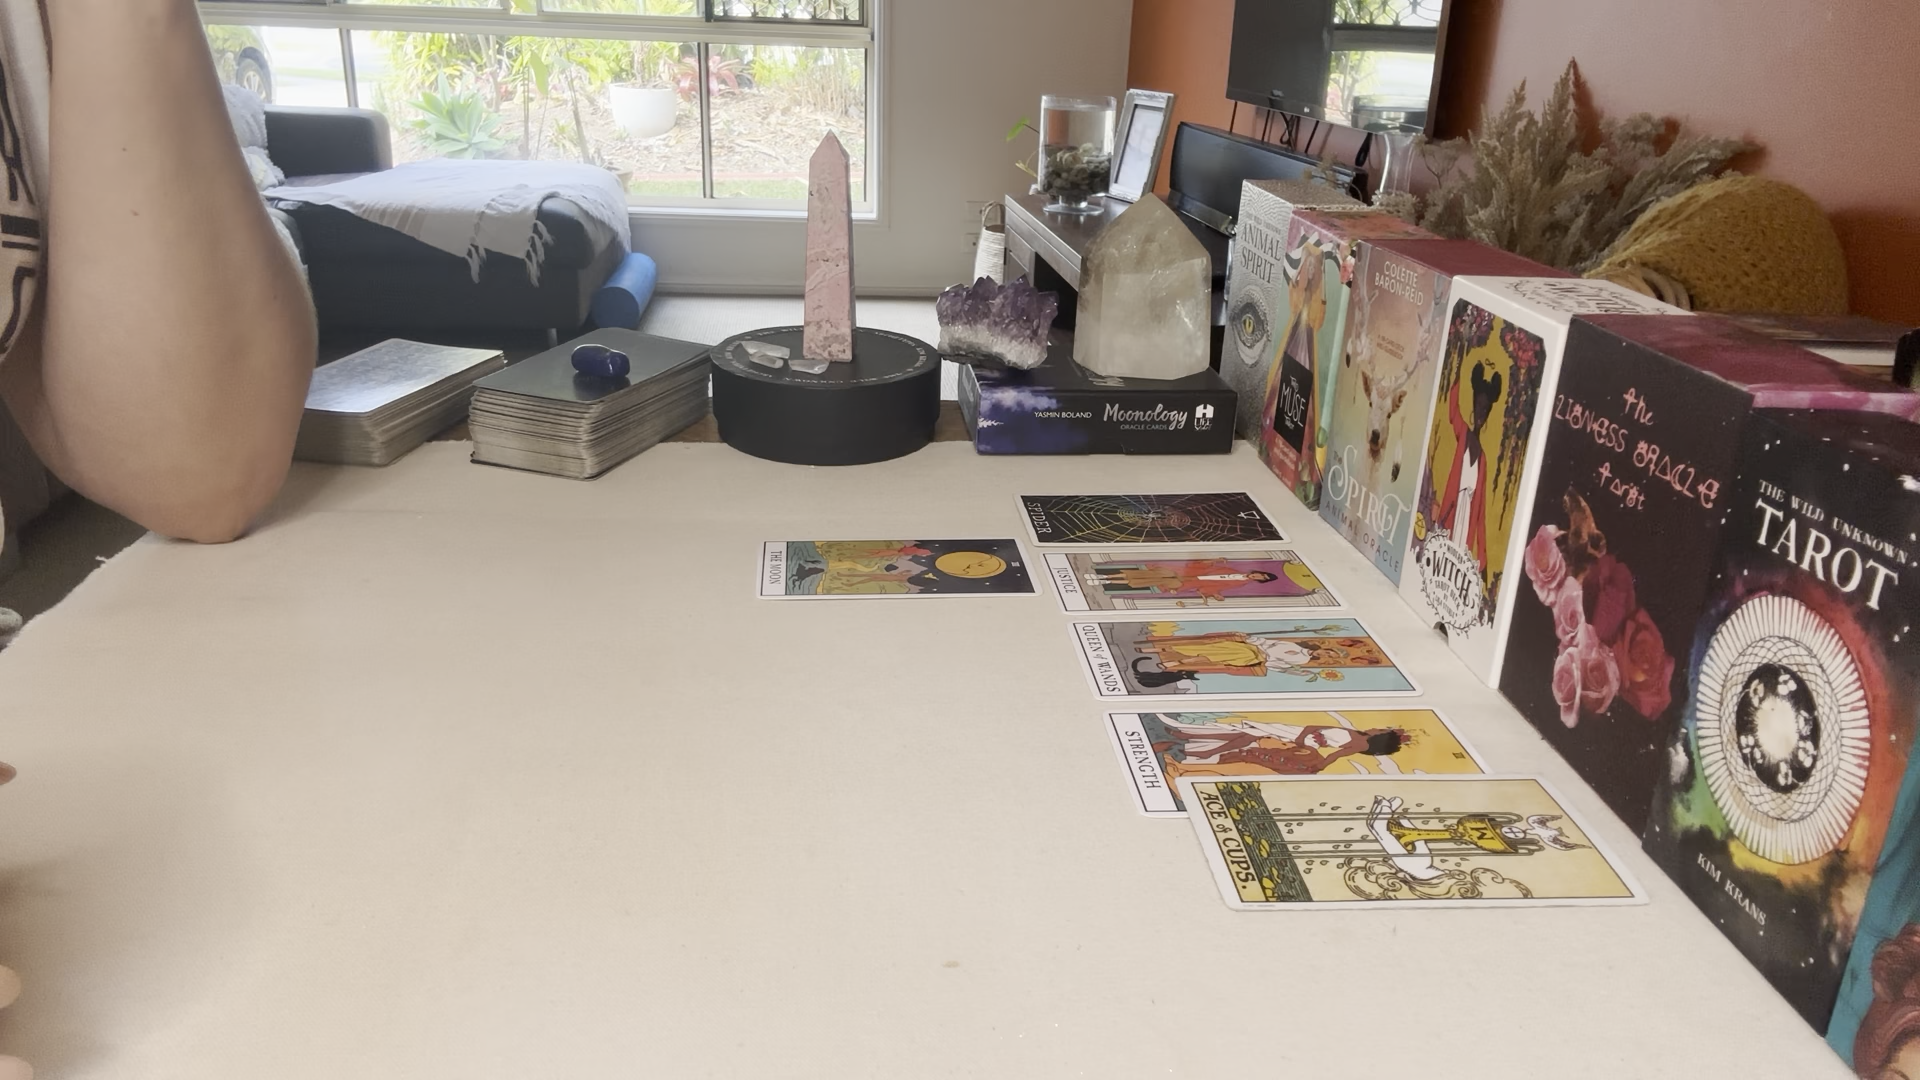 ANIMAL
SPIRIT
THE
MUSE
COLETTE
BARON-REID
SPIRIT
ANIMAL ORACLE
WITCH
The
LIONESS ORACLE
Tarot
THE WILD UNKNOWN
TAROT
KIM KRANS
YASMIN BOLAND
Moonology
ORACLE CARDS
SPIDER
THE MOON
JUSTICE
QUEEN of WANDS
STRENGTH
ACE of CUPS.